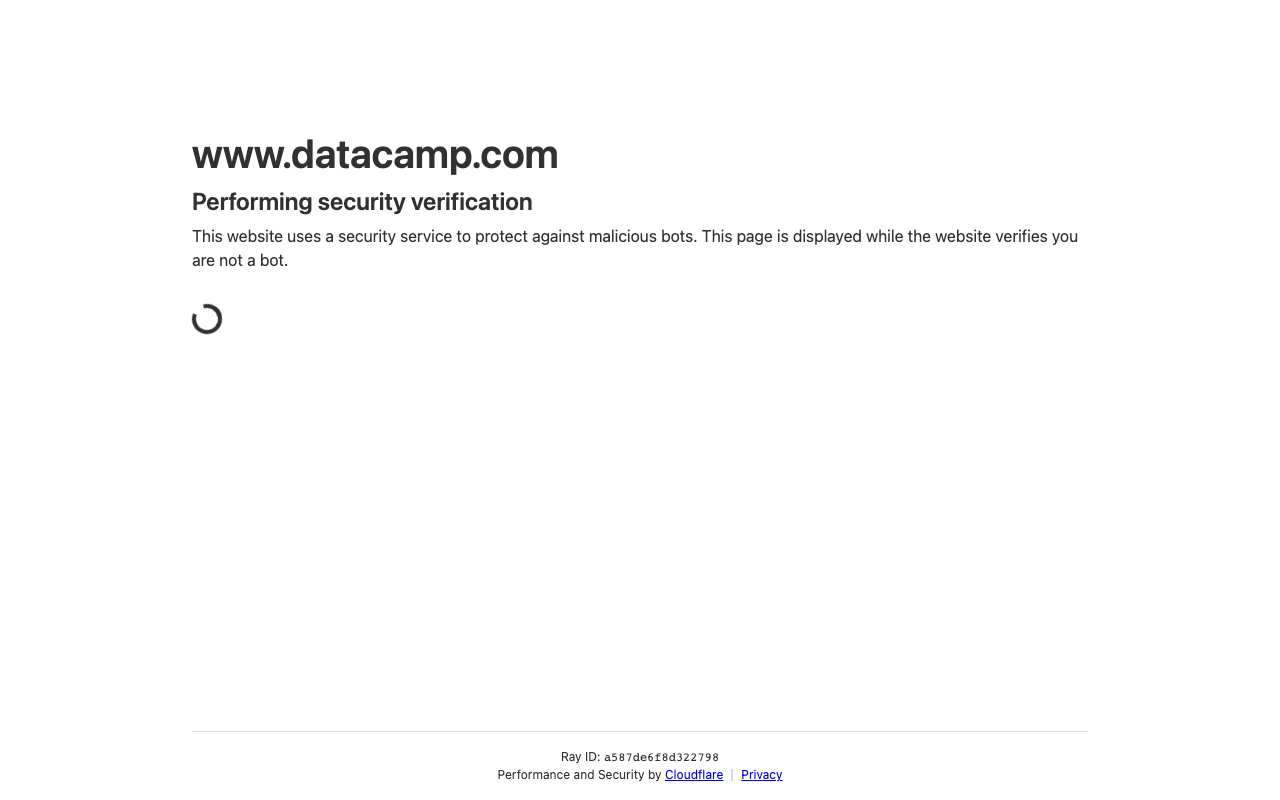 www.datacamp.com
Performing security verification
This website uses a security service to protect against malicious bots. This page is displayed while the website verifies you
are not a bot.
Ray ID: a587de6f8d322798
Performance and Security by Cloudflare | Privacy